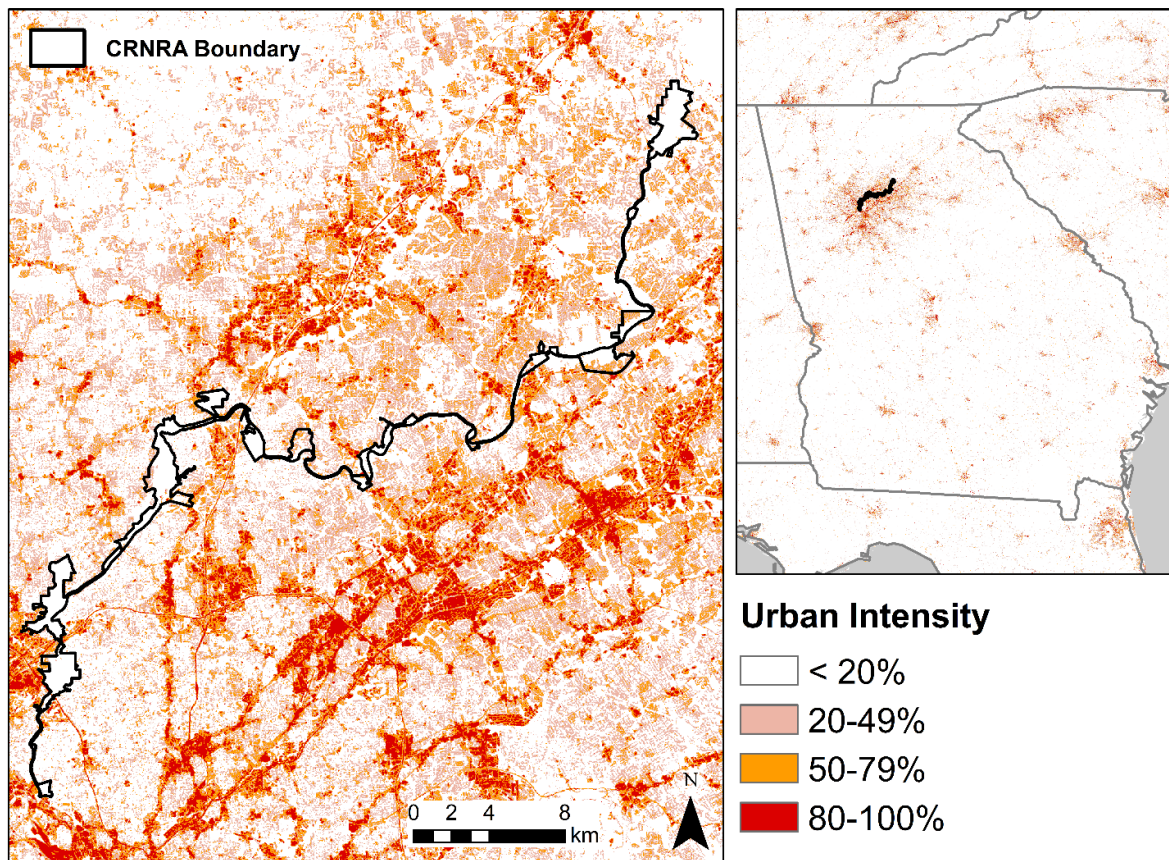 CRNRA Boundary
N
0 2 4 8
km
Urban Intensity
< 20%
20-49%
50-79%
80-100%